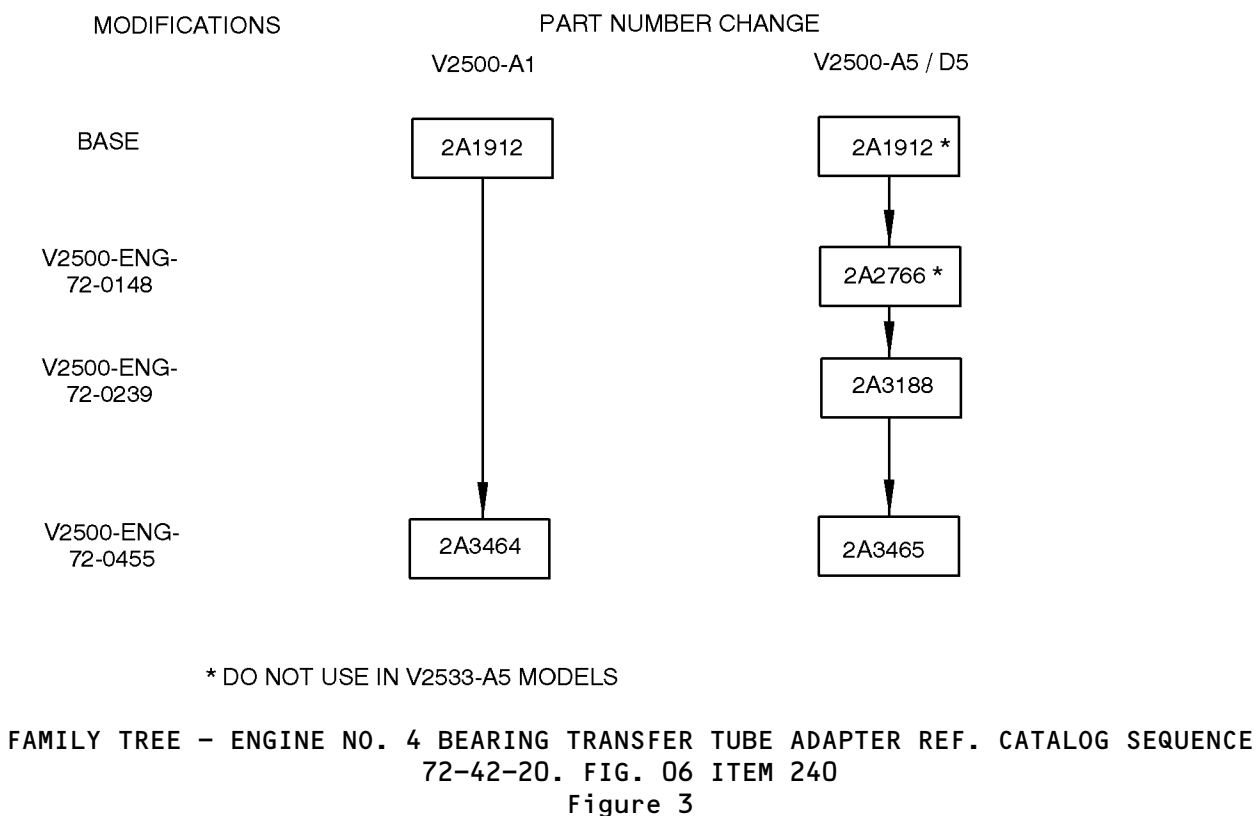 MODIFICATIONS PART NUMBER CHANGE
V2500-A1 V2500-A5 / D5
BASE 2A1912 2A1912 *
V2500-ENG-
72-0148
2A2766 *
V2500-ENG-
72-0239
2A3188
V2500-ENG-
72-0455
2A3464 2A3465
* DO NOT USE IN V2533-A5 MODELS
FAMILY TREE - ENGINE NO. 4 BEARING TRANSFER TUBE ADAPTER REF. CATALOG SEQUENCE
72-42-20. FIG. 06 ITEM 240
Figure 3